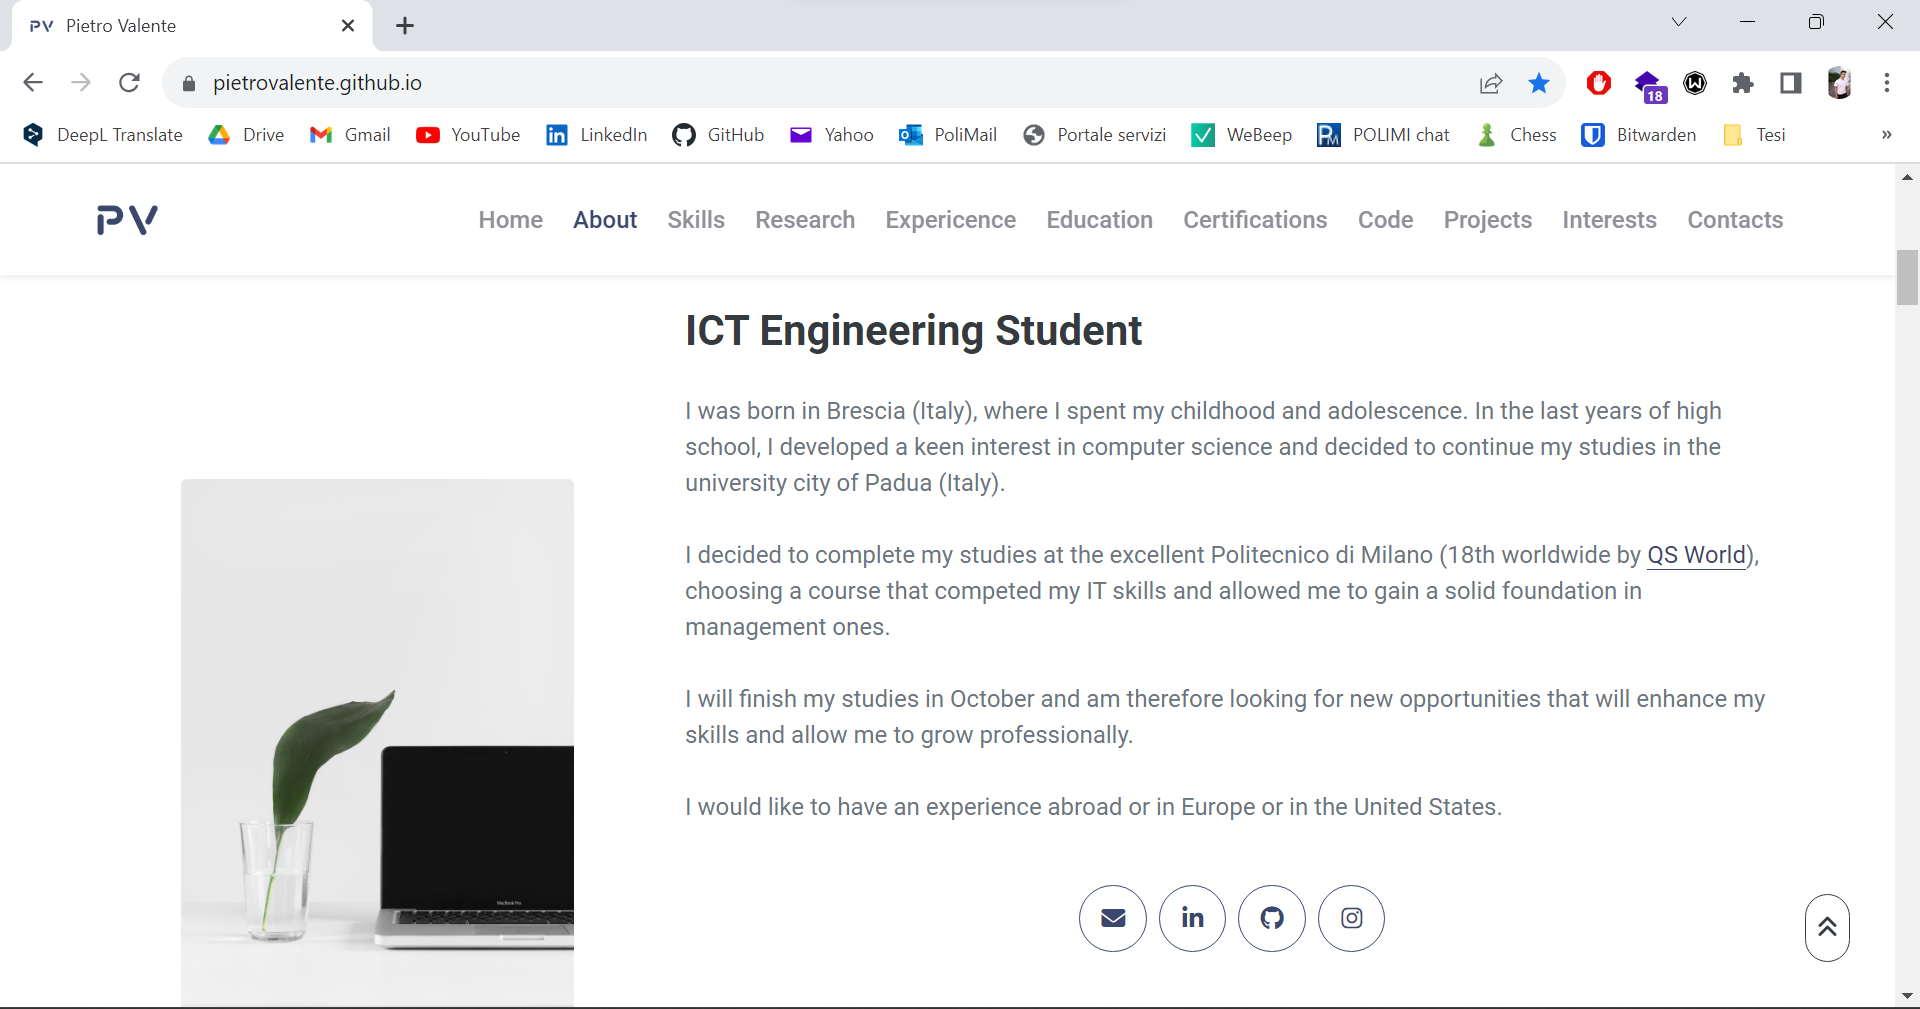 PV Pietro Valente
pietrovalente.github.io
18
DeepL Translate Drive Gmail YouTube LinkedIn GitHub Yahoo PoliMail Portale servizi WeBeep POLIMI chat Chess Bitwarden Tesi »
PV Home About Skills Research Expericence Education Certifications Code Projects Interests Contacts
ICT Engineering Student
I was born in Brescia (Italy), where I spent my childhood and adolescence. In the last years of high
school, I developed a keen interest in computer science and decided to continue my studies in the
university city of Padua (Italy).
I decided to complete my studies at the excellent Politecnico di Milano (18th worldwide by QS World),
choosing a course that competed my IT skills and allowed me to gain a solid foundation in
management ones.
I will finish my studies in October and am therefore looking for new opportunities that will enhance my
skills and allow me to grow professionally.
I would like to have an experience abroad or in Europe or in the United States.
MacBook Pro
in